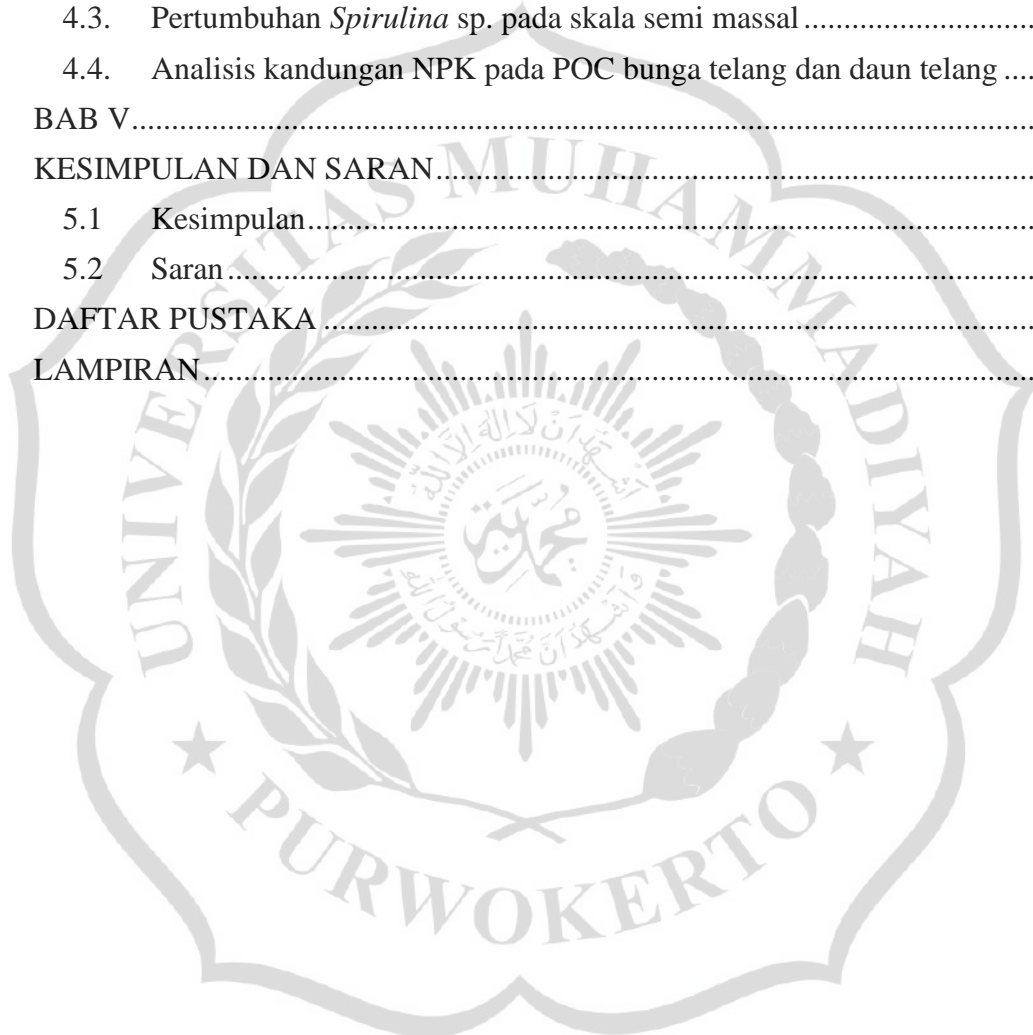 4.3. Pertumbuhan Spirulina sp. pada skala semi massal ..................................
4.4. Analisis kandungan NPK pada POC bunga telang dan daun telang ....
BAB V..........................................................................................................
KESIMPULAN DAN SARAN....................................................................
5.1 Kesimpulan.......................................................................................
5.2 Saran.................................................................................................
DAFTAR PUSTAKA ................................................................................
LAMPIRAN................................................................................................
UNIVERSITAS MUHAMMADIYAH
PURWOKERTO